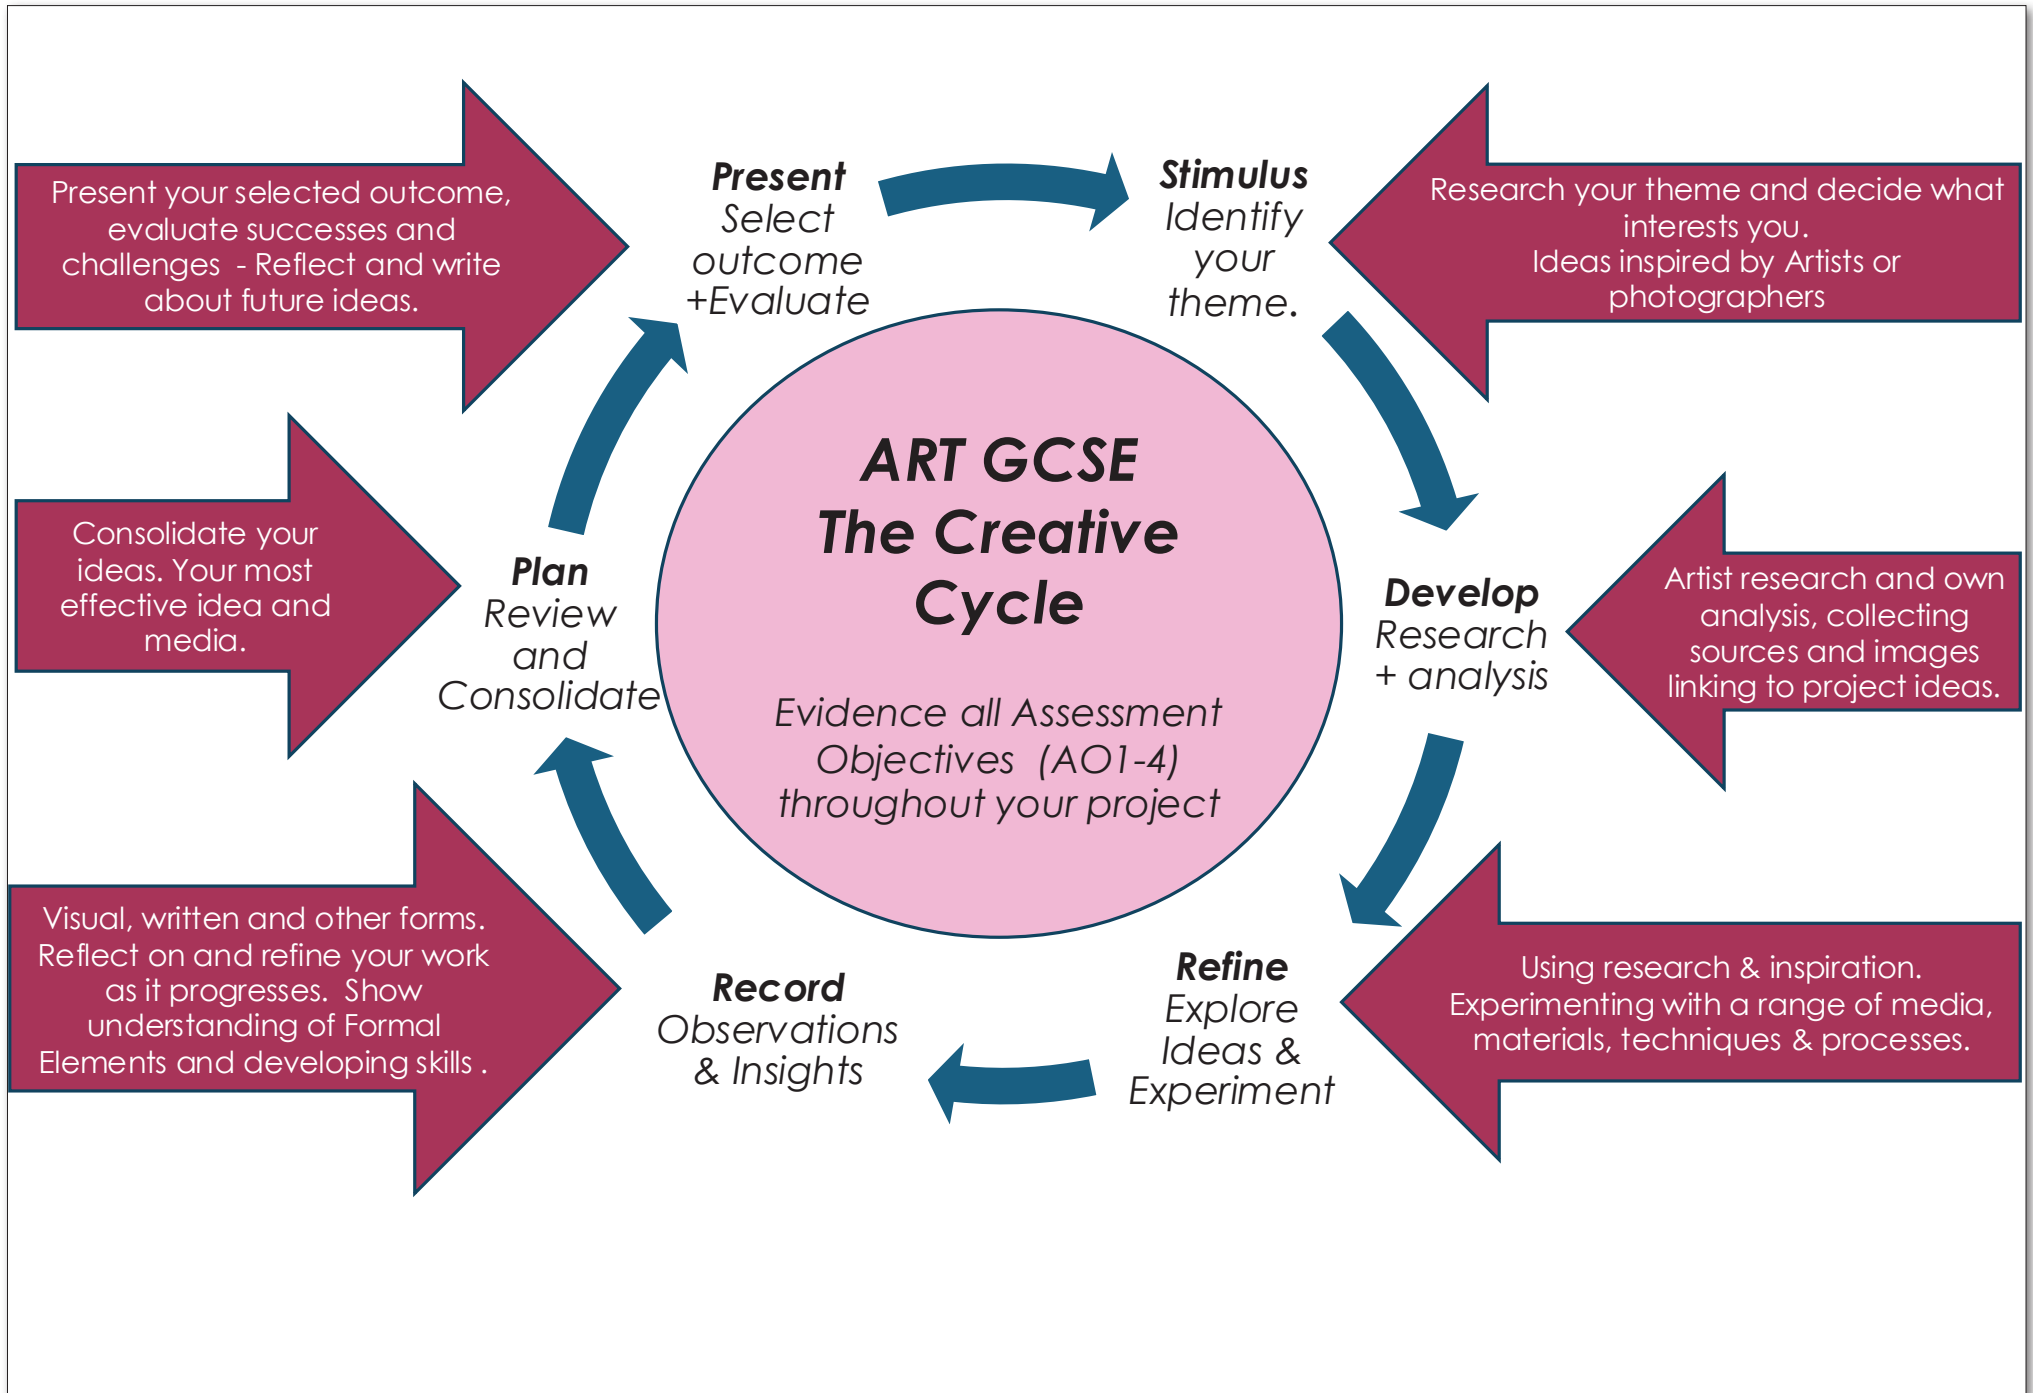 ART GCSE
The Creative
Cycle
Evidence all Assessment
Objectives (AO1-4)
throughout your project
Stimulus
Identify
your
theme.
Research your theme and decide what
interests you.
Ideas inspired by Artists or
photographers
Develop
Research
+ analysis
Artist research and own
analysis, collecting
sources and images
linking to project ideas.
Refine
Explore
Ideas &
Experiment
Using research & inspiration.
Experimenting with a range of media,
materials, techniques & processes.
Record
Observations
& Insights
Visual, written and other forms.
Reflect on and refine your work
as it progresses. Show
understanding of Formal
Elements and developing skills .
Plan
Review
and
Consolidate
Consolidate your
ideas. Your most
effective idea and
media.
Present
Select
outcome
+Evaluate
Present your selected outcome,
evaluate successes and
challenges - Reflect and write
about future ideas.